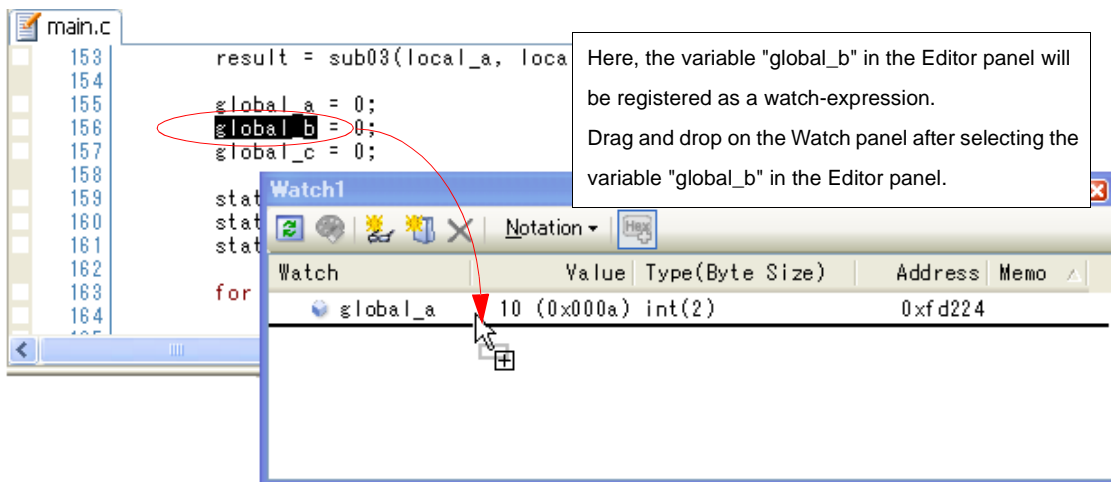 main.c
153 result = sub03(local_a, loca
154
155 global_a = 0;
156 global_b = 0;
157 global_c = 0;
158
159 stat
160 stat
161 stat
162
163 for
164
Here, the variable "global_b" in the Editor panel will
be registered as a watch-expression.
Drag and drop on the Watch panel after selecting the
variable "global_b" in the Editor panel.
Watch1
Notation Hex
Watch Value Type(Byte Size) Address Memo
global_a 10 (0x000a) int(2) 0xfd224